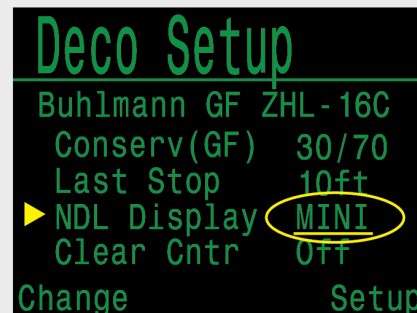 Deco Setup
Buhlmann GF ZHL-16C
Conserv(GF) 30/70
Last Stop 10ft
NDL Display MINI
Clear Cntr Off
Change Setup